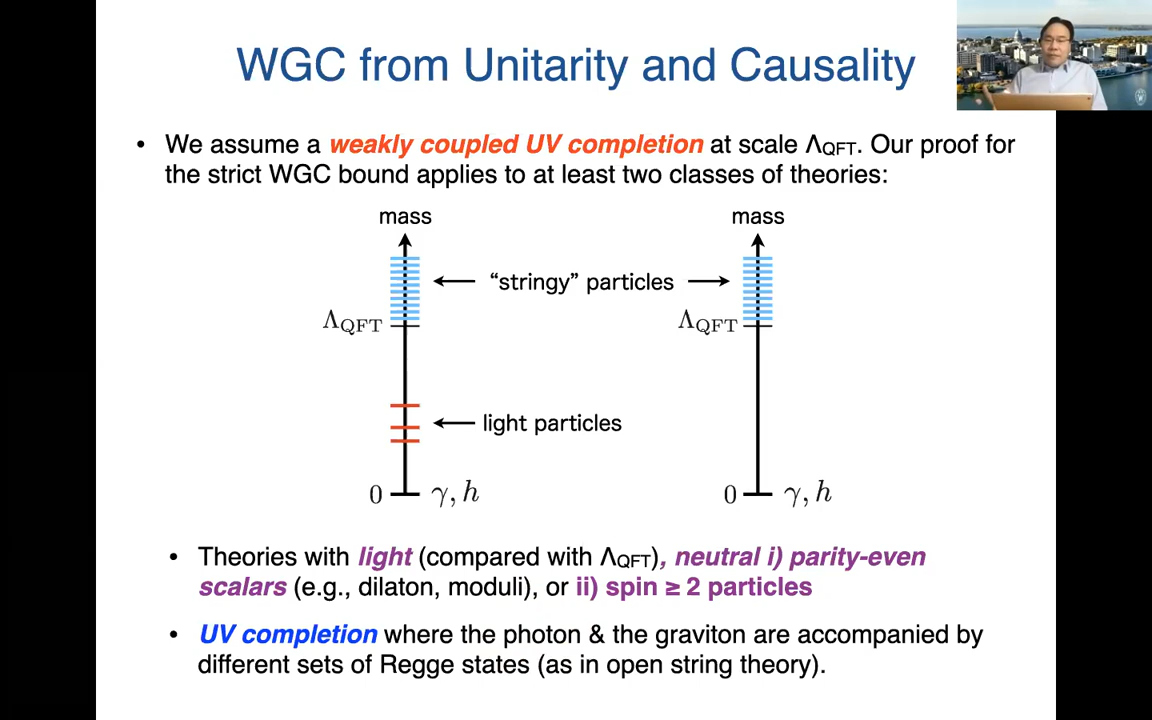 WGC from Unitarity and Causality
• We assume a weakly coupled UV completion at scale ΛQFT. Our proof for
the strict WGC bound applies to at least two classes of theories:
mass
mass
“stringy” particles
ΛQFT
ΛQFT
light particles
0
γ, h
0
γ, h
• Theories with light (compared with ΛQFT), neutral i) parity-even
scalars (e.g., dilaton, moduli), or ii) spin ≥ 2 particles
• UV completion where the photon & the graviton are accompanied by
different sets of Regge states (as in open string theory).